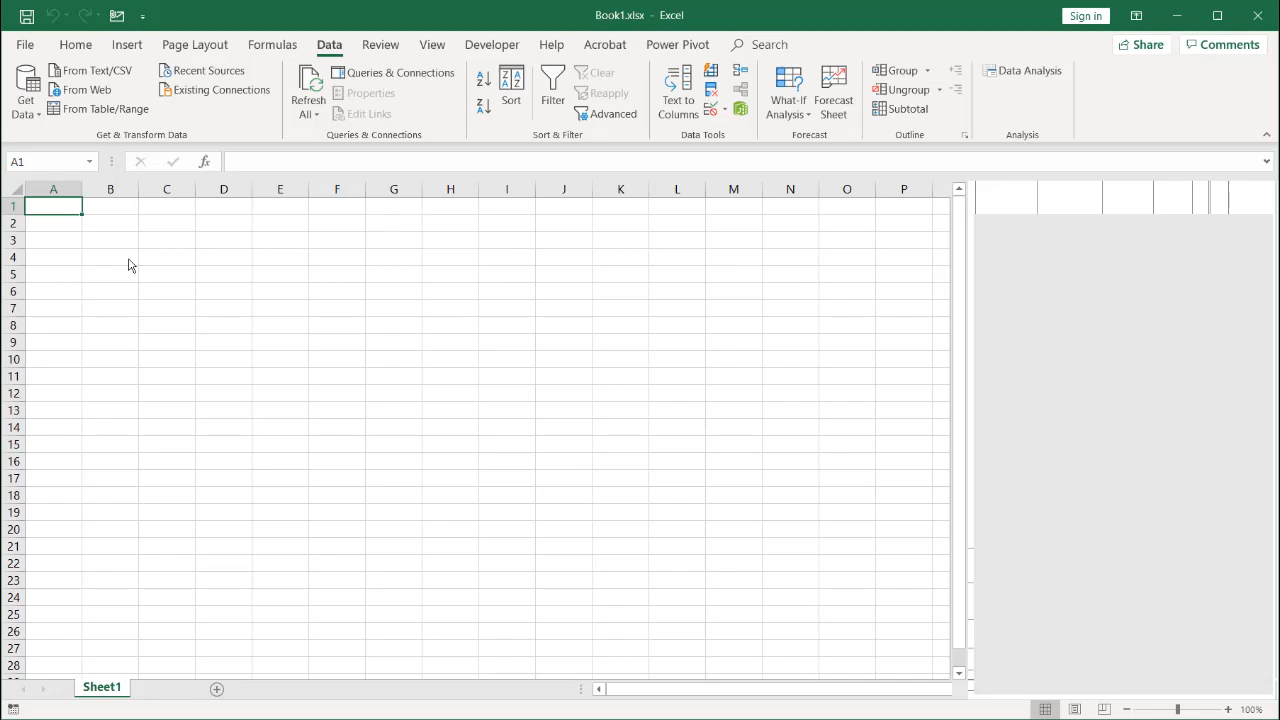 Book1.xlsx - Excel
Sign in
File Home Insert Page Layout Formulas Data Review View Developer Help Acrobat Power Pivot Search
Share Comments
Get Data
From Text/CSV
From Web
From Table/Range
Recent Sources
Existing Connections
Get & Transform Data
Refresh All
Queries & Connections
Properties
Edit Links
Queries & Connections
Sort
Filter
Clear
Reapply
Advanced
Sort & Filter
Text to Columns
Data Tools
What-If Analysis
Forecast Sheet
Forecast
Group
Ungroup
Subtotal
Outline
Data Analysis
Analysis
A1
fx
A B C D E F G H I J K L M N O P
1
2
3
4
5
6
7
8
9
10
11
12
13
14
15
16
17
18
19
20
21
22
23
24
25
26
27
28
Sheet1
100%